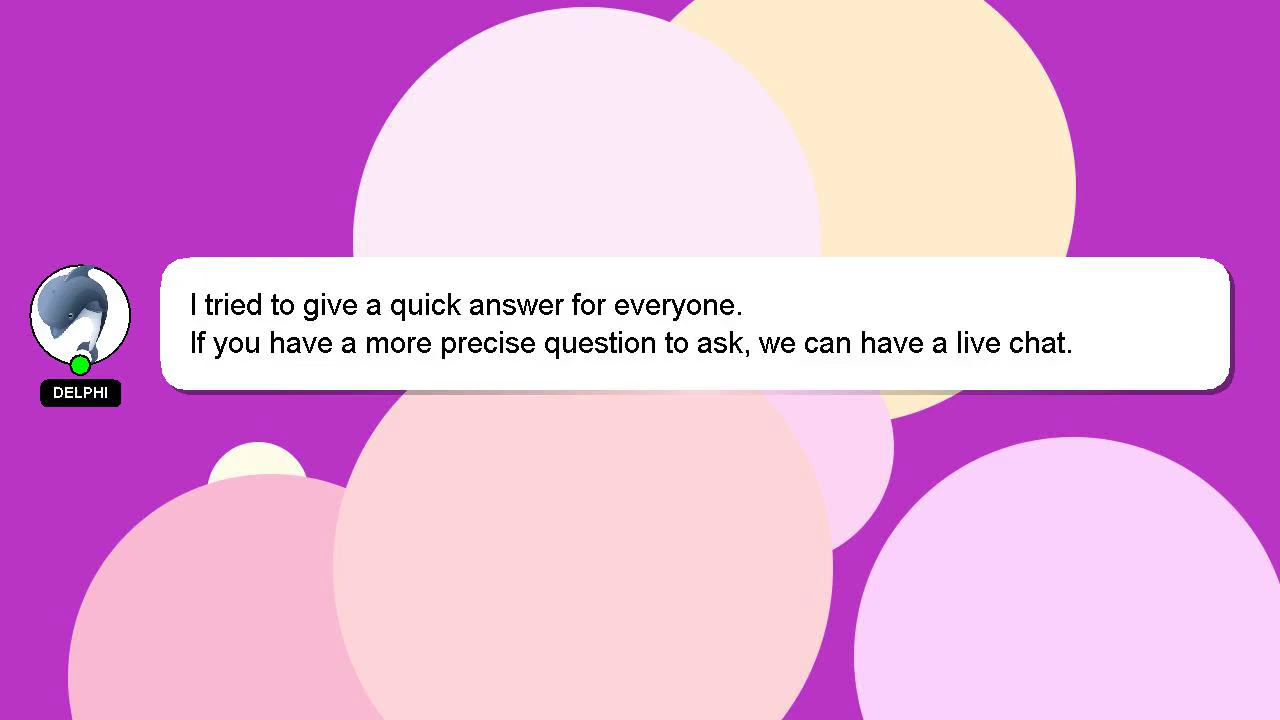 I tried to give a quick answer for everyone.
If you have a more precise question to ask, we can have a live chat.
DELPHI